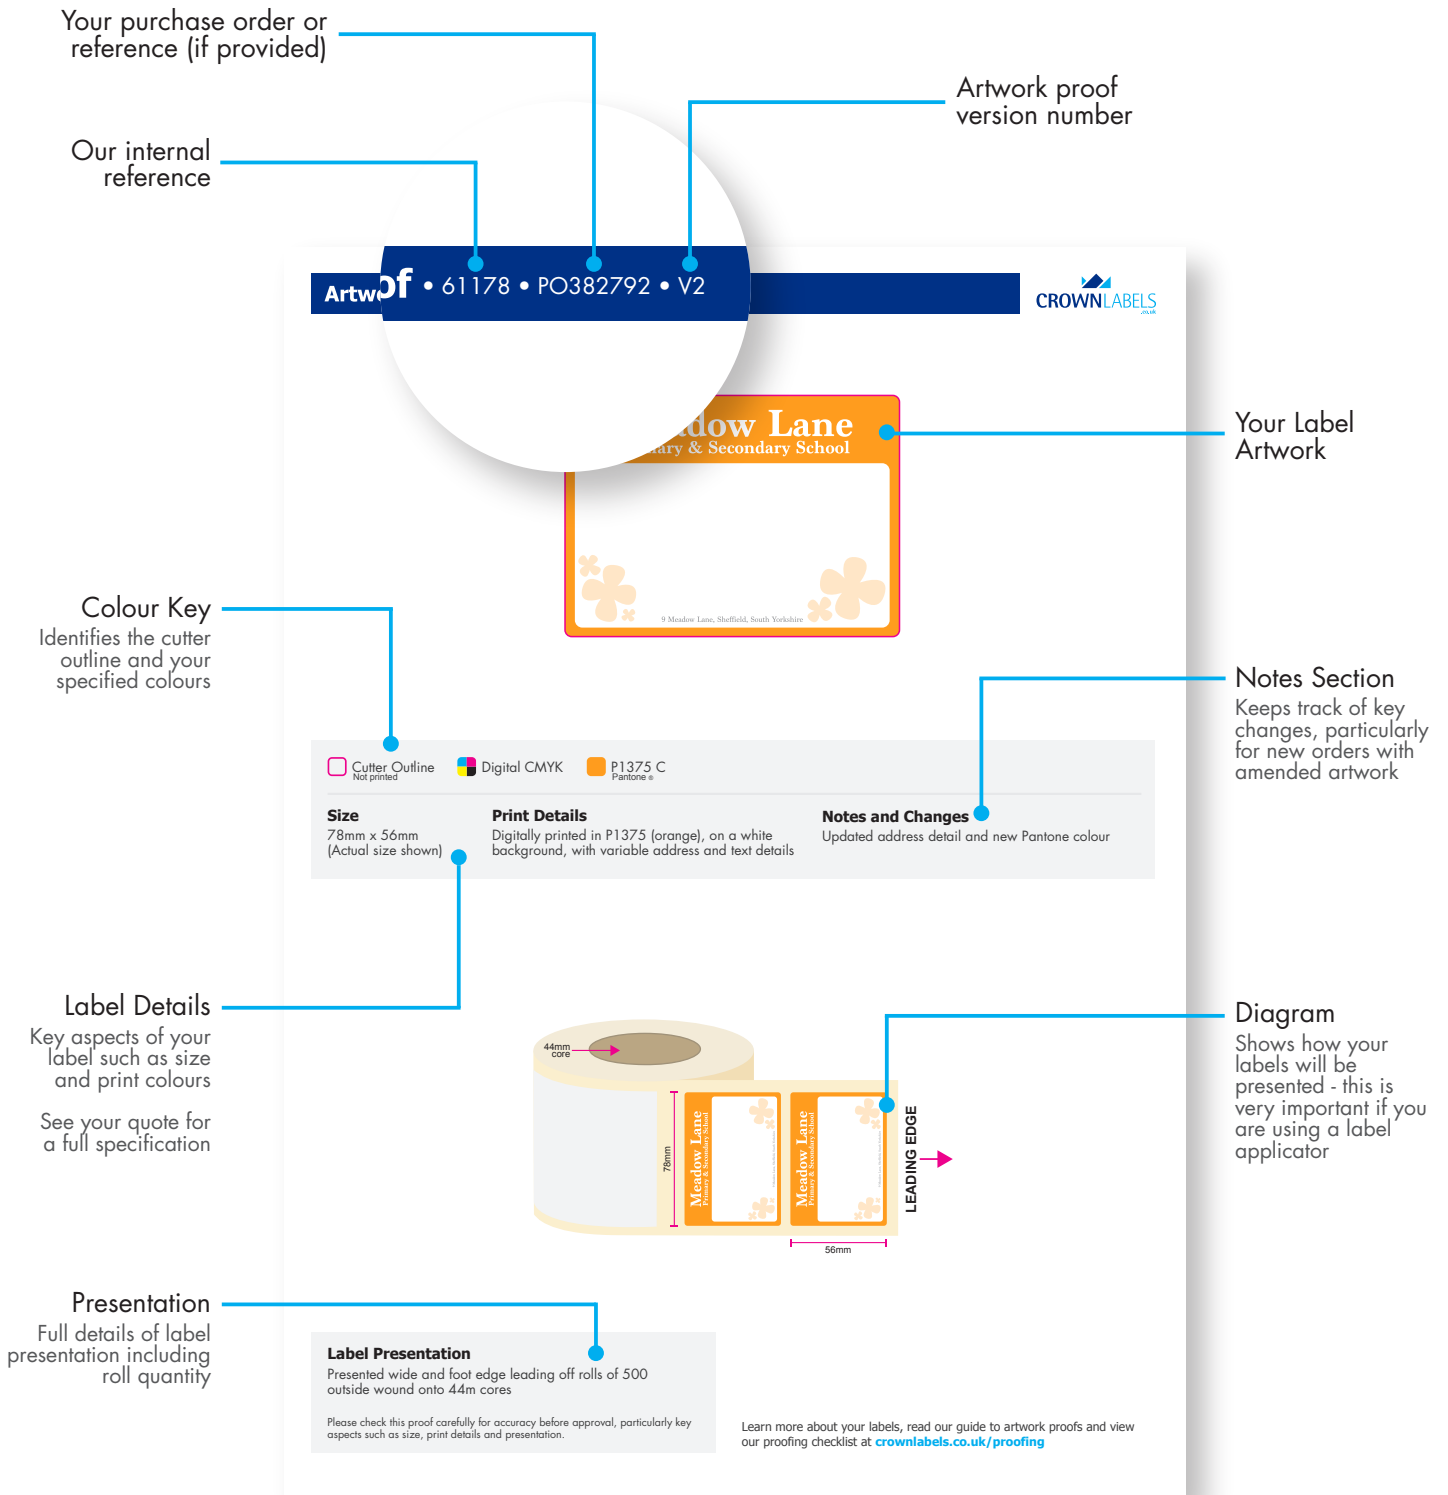 Your purchase order or
reference (if provided)
Artwork proof
version number
Our internal
reference
Artwo
of • 61178 • PO382792 • V2
CROWNLABELS
.co.uk
dow Lane
ary & Secondary School
9 Meadow Lane, Sheffield, South Yorkshire
Your Label
Artwork
Colour Key
Identifies the cutter
outline and your
specified colours
Notes Section
Keeps track of key
changes, particularly
for new orders with
amended artwork
Cutter Outline
Not printed
Digital CMYK
P1375 C
Pantone ®
Size
78mm x 56mm
(Actual size shown)
Print Details
Digitally printed in P1375 (orange), on a white
background, with variable address and text details
Notes and Changes
Updated address detail and new Pantone colour
Label Details
Key aspects of your
label such as size
and print colours
See your quote for
a full specification
44mm
core
78mm
Meadow Lane
Primary & Secondary School
Meadow Lane
Primary & Secondary School
56mm
LEADING EDGE
Diagram
Shows how your
labels will be
presented - this is
very important if you
are using a label
applicator
Presentation
Full details of label
presentation including
roll quantity
Label Presentation
Presented wide and foot edge leading off rolls of 500
outside wound onto 44m cores
Please check this proof carefully for accuracy before approval, particularly key
aspects such as size, print details and presentation.
Learn more about your labels, read our guide to artwork proofs and view
our proofing checklist at crownlabels.co.uk/proofing